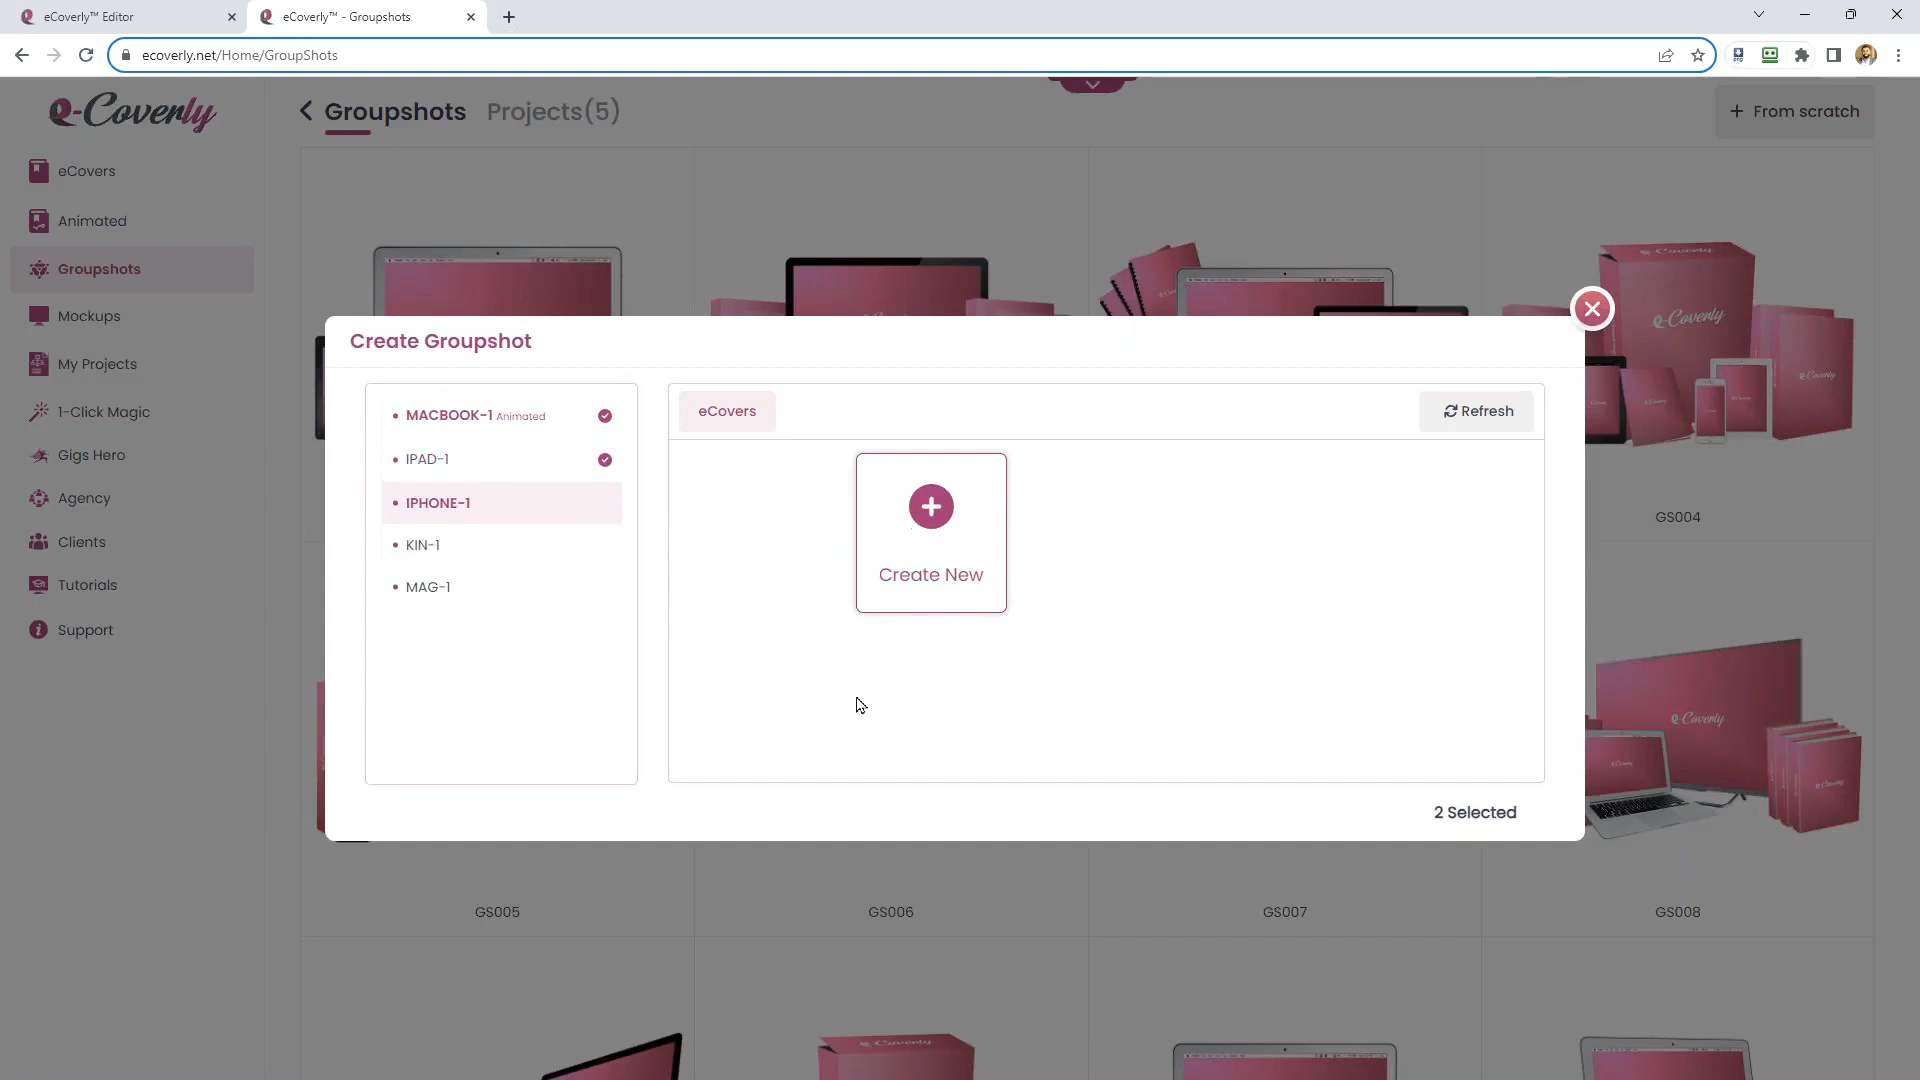 eCoverly™ Editor
eCoverly™ - Groupshots
ecoverly.net/Home/GroupShots
e-Coverly
Groupshots
Projects(5)
From scratch
eCovers
Animated
Groupshots
Mockups
My Projects
1-Click Magic
Gigs Hero
Agency
Clients
Tutorials
Support
Create Groupshot
MACBOOK-1 Animated
IPAD-1
IPHONE-1
KIN-1
MAG-1
eCovers
Refresh
Create New
2 Selected
e-Coverly
GS004
e-Coverly
GS005
GS006
GS007
GS008